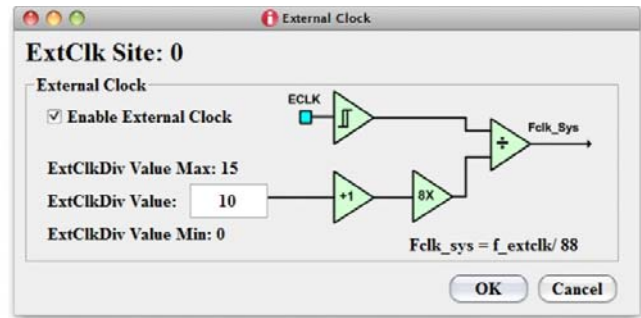 External Clock
ExtClk Site: 0
External Clock
Enable External Clock
ECLK
Fclk_Sys
÷
ExtClkDiv Value Max: 15
ExtClkDiv Value: 10
+1
8X
ExtClkDiv Value Min: 0
Fclk_sys = f_extclk/ 88
OK Cancel